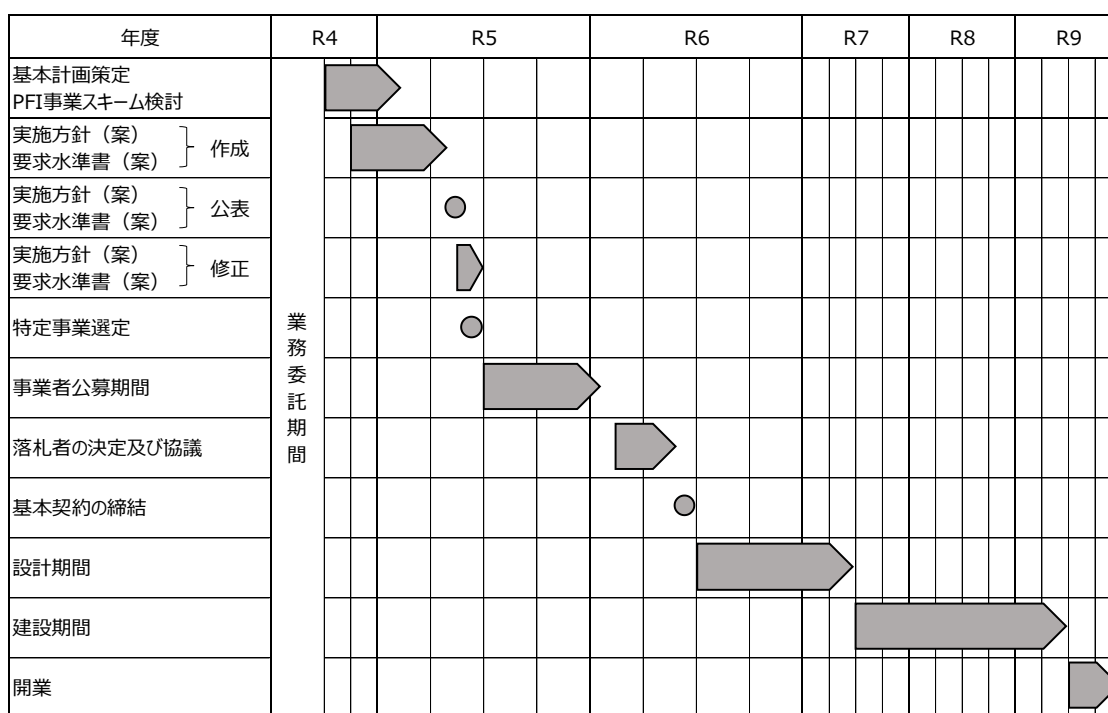 年度 R4 R5 R6 R7 R8 R9
基本計画策定
PFI事業スキーム検討
実施方針（案）
要求水準書（案）
作成
実施方針（案）
要求水準書（案）
公表
実施方針（案）
要求水準書（案）
修正
特定事業選定
事業者公募期間
落札者の決定及び協議
基本契約の締結
設計期間
建設期間
開業
業務委託期間